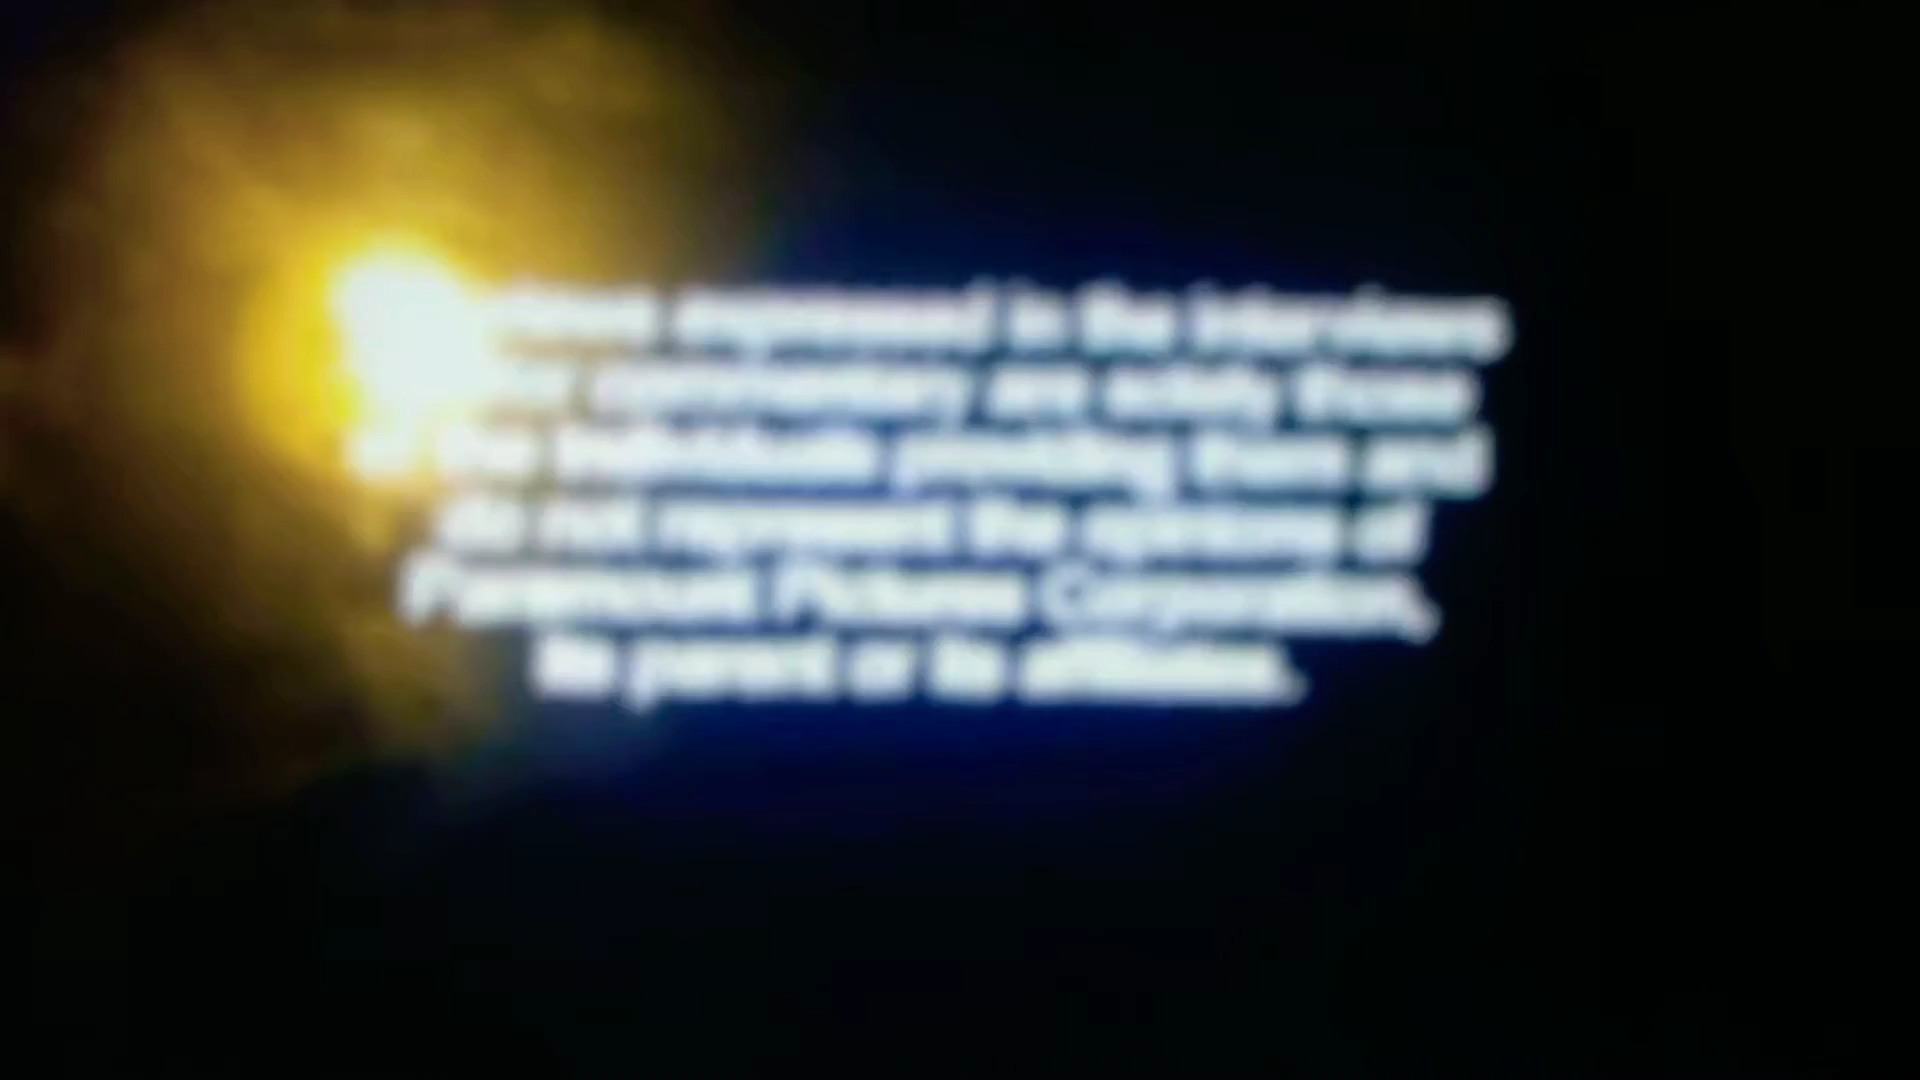 expressed in the interviews
commentary are solely those
the individuals providing them and
do not represent the opinions of
Paramount Pictures Corporation,
its parent or its affiliates.